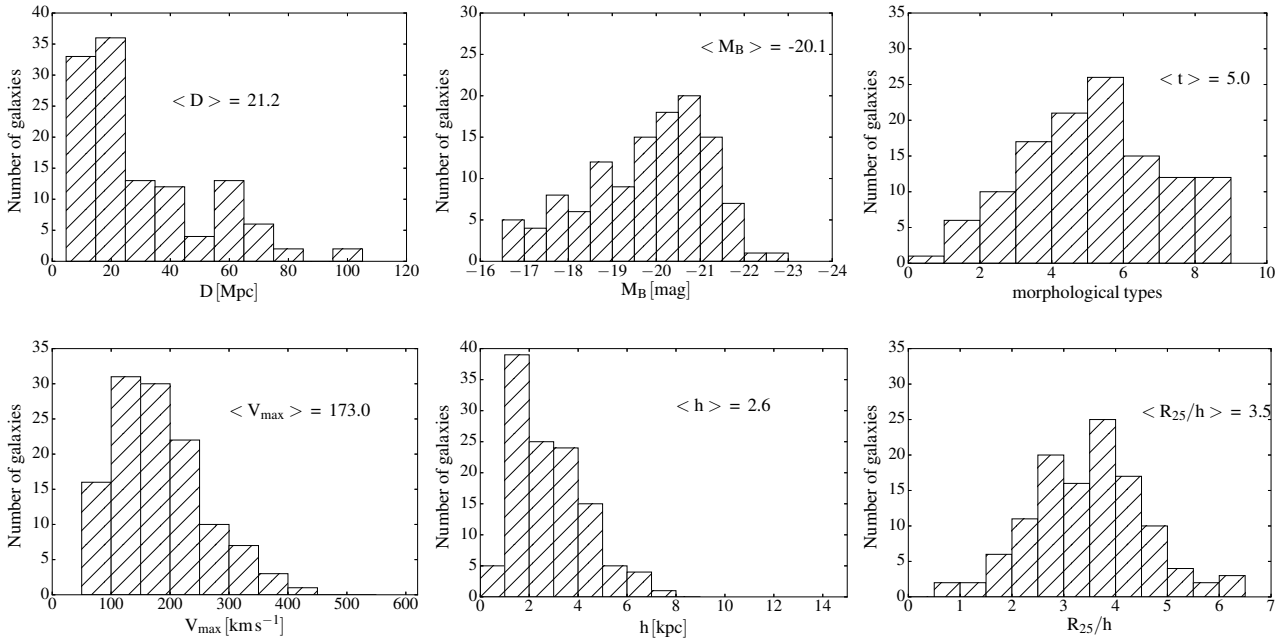 40
35
30
25
20
15
10
5
0
Number of galaxies
< D > = 21.2
0 20 40 60 80 100 120
D [Mpc]
30
25
20
15
10
5
0
Number of galaxies
< M_B > = -20.1
−16 −17 −18 −19 −20 −21 −22 −23 −24
M_B [mag]
35
30
25
20
15
10
5
0
Number of galaxies
< t > = 5.0
0 2 4 6 8 10
morphological types
35
30
25
20
15
10
5
0
Number of galaxies
< V_max > = 173.0
100 200 300 400 500 600
V_max [km s⁻¹]
40
35
30
25
20
15
10
5
0
Number of galaxies
< h > = 2.6
0 2 4 6 8 10 12 14
h [kpc]
35
30
25
20
15
10
5
0
Number of galaxies
< R_25/h > = 3.5
0 1 2 3 4 5 6 7
R_25/h